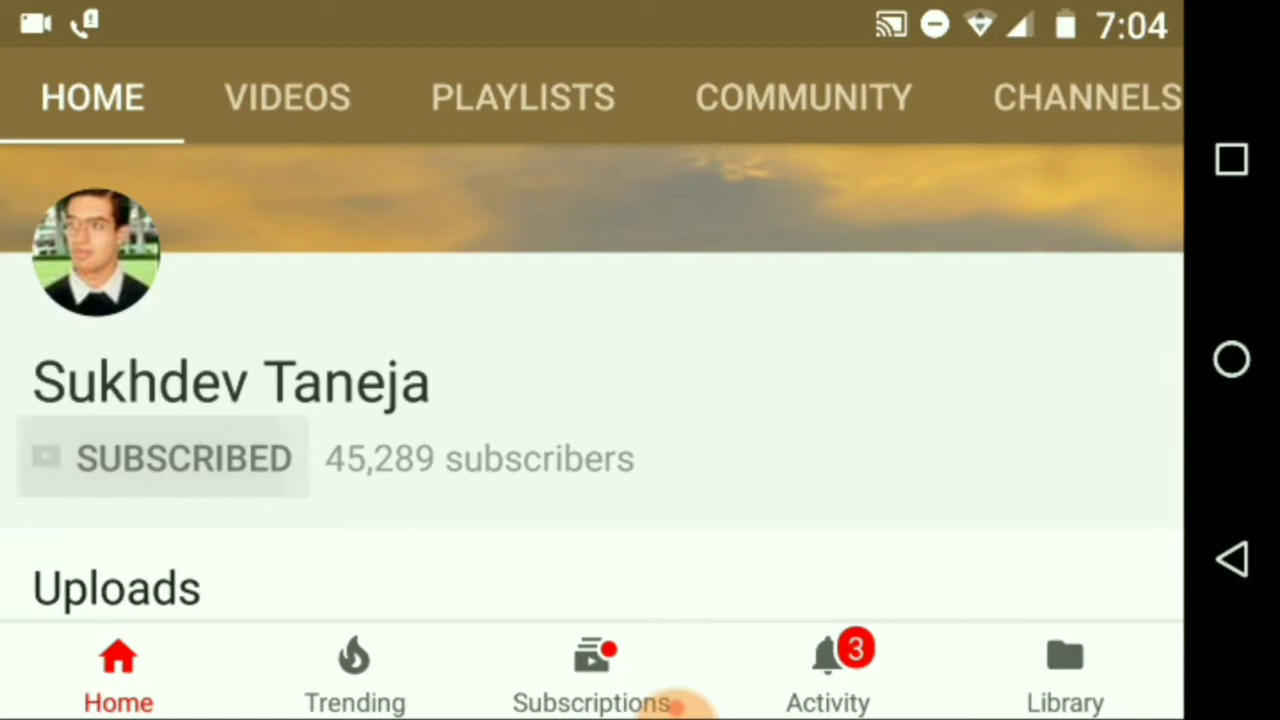 7:04
HOME VIDEOS PLAYLISTS COMMUNITY CHANNELS
Sukhdev Taneja
SUBSCRIBED 45,289 subscribers
Uploads
3
Home Trending Subscriptions Activity Library